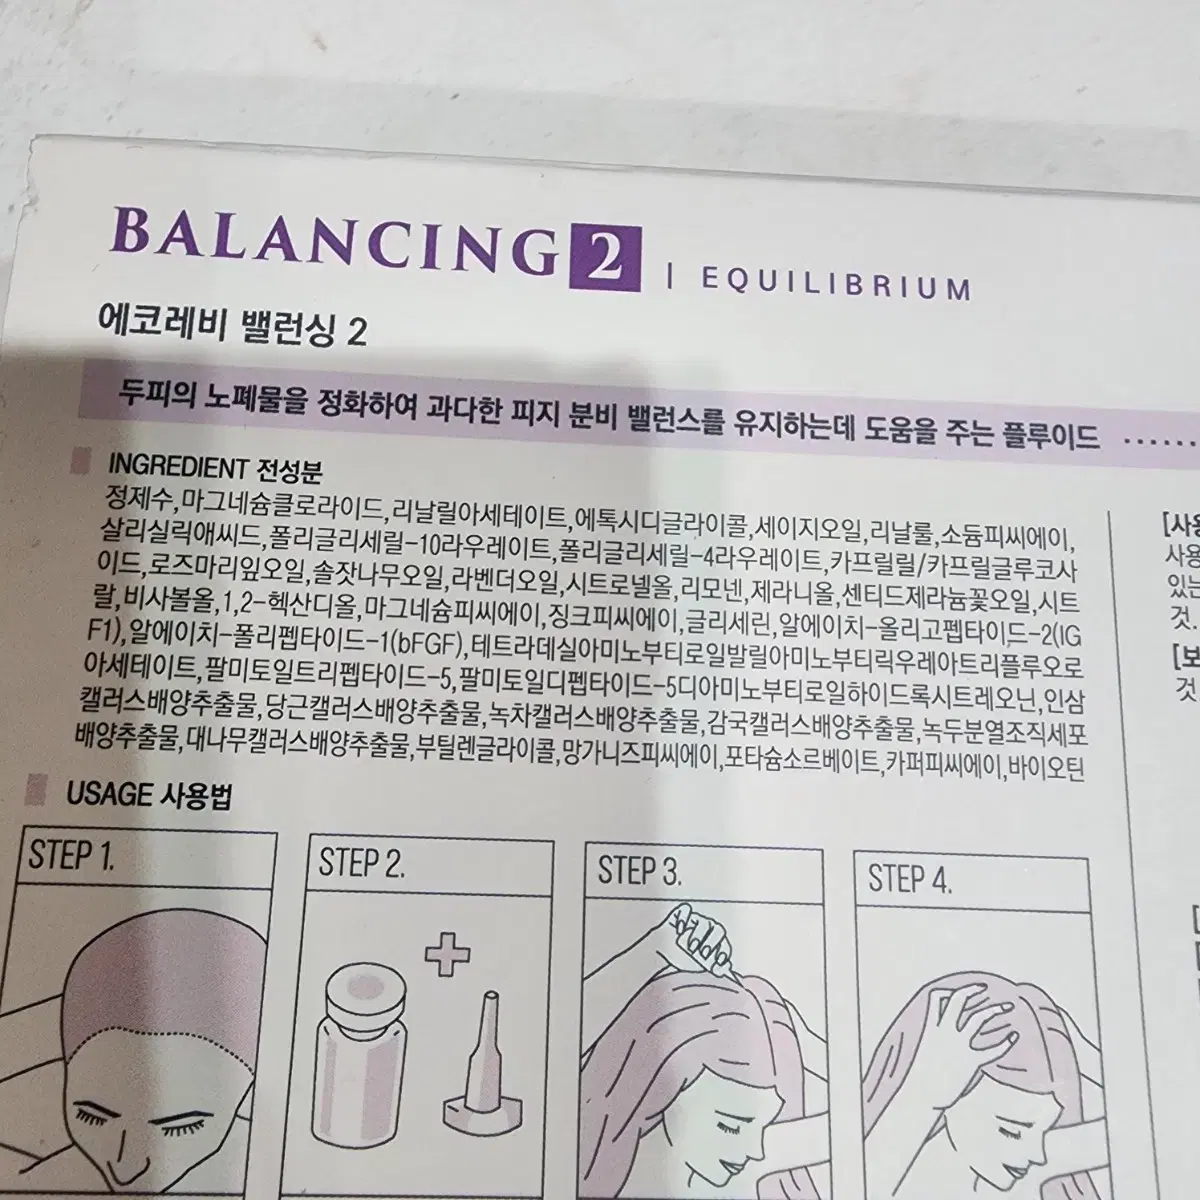 BALANCING 2 | EQUILIBRIUM
에코레비 밸런싱 2
두피의 노폐물을 정화하여 과다한 피지 분비 밸런스를 유지하는데 도움을 주는 플루이드 ......
INGREDIENT 전성분
정제수,마그네슘클로라이드,리날릴아세테이트,에톡시디글라이콜,세이지오일,리날룰,소듐피씨에이,
살리실릭애씨드,폴리글리세릴-10라우레이트,폴리글리세릴-4라우레이트,카프릴릴/카프릴글루코사
이드,로즈마리잎오일,솔잣나무오일,라벤더오일,시트로넬올,리모넨,제라니올,센티드제라늄꽃오일,시트
랄,비사볼올,1,2-헥산디올,마그네슘피씨에이,징크피씨에이,글리세린,알에이치-올리고펩타이드-2(IG
F1),알에이치-폴리펩타이드-1(bFGF),테트라데실아미노부티로일발릴아미노부티릭우레아트리플루오로
아세테이트,팔미토일트리펩타이드-5,팔미토일디펩타이드-5디아미노부티로일하이드록시트레오닌,인삼
캘러스배양추출물,당근캘러스배양추출물,녹차캘러스배양추출물,감국캘러스배양추출물,녹두분열조직세포
배양추출물,대나무캘러스배양추출물,부틸렌글라이콜,망가니즈피씨에이,포타슘소르베이트,카퍼피씨에이,바이오틴
[사용
사용
있는
것.
[보
것
USAGE 사용법
STEP 1.
STEP 2.
STEP 3.
STEP 4.